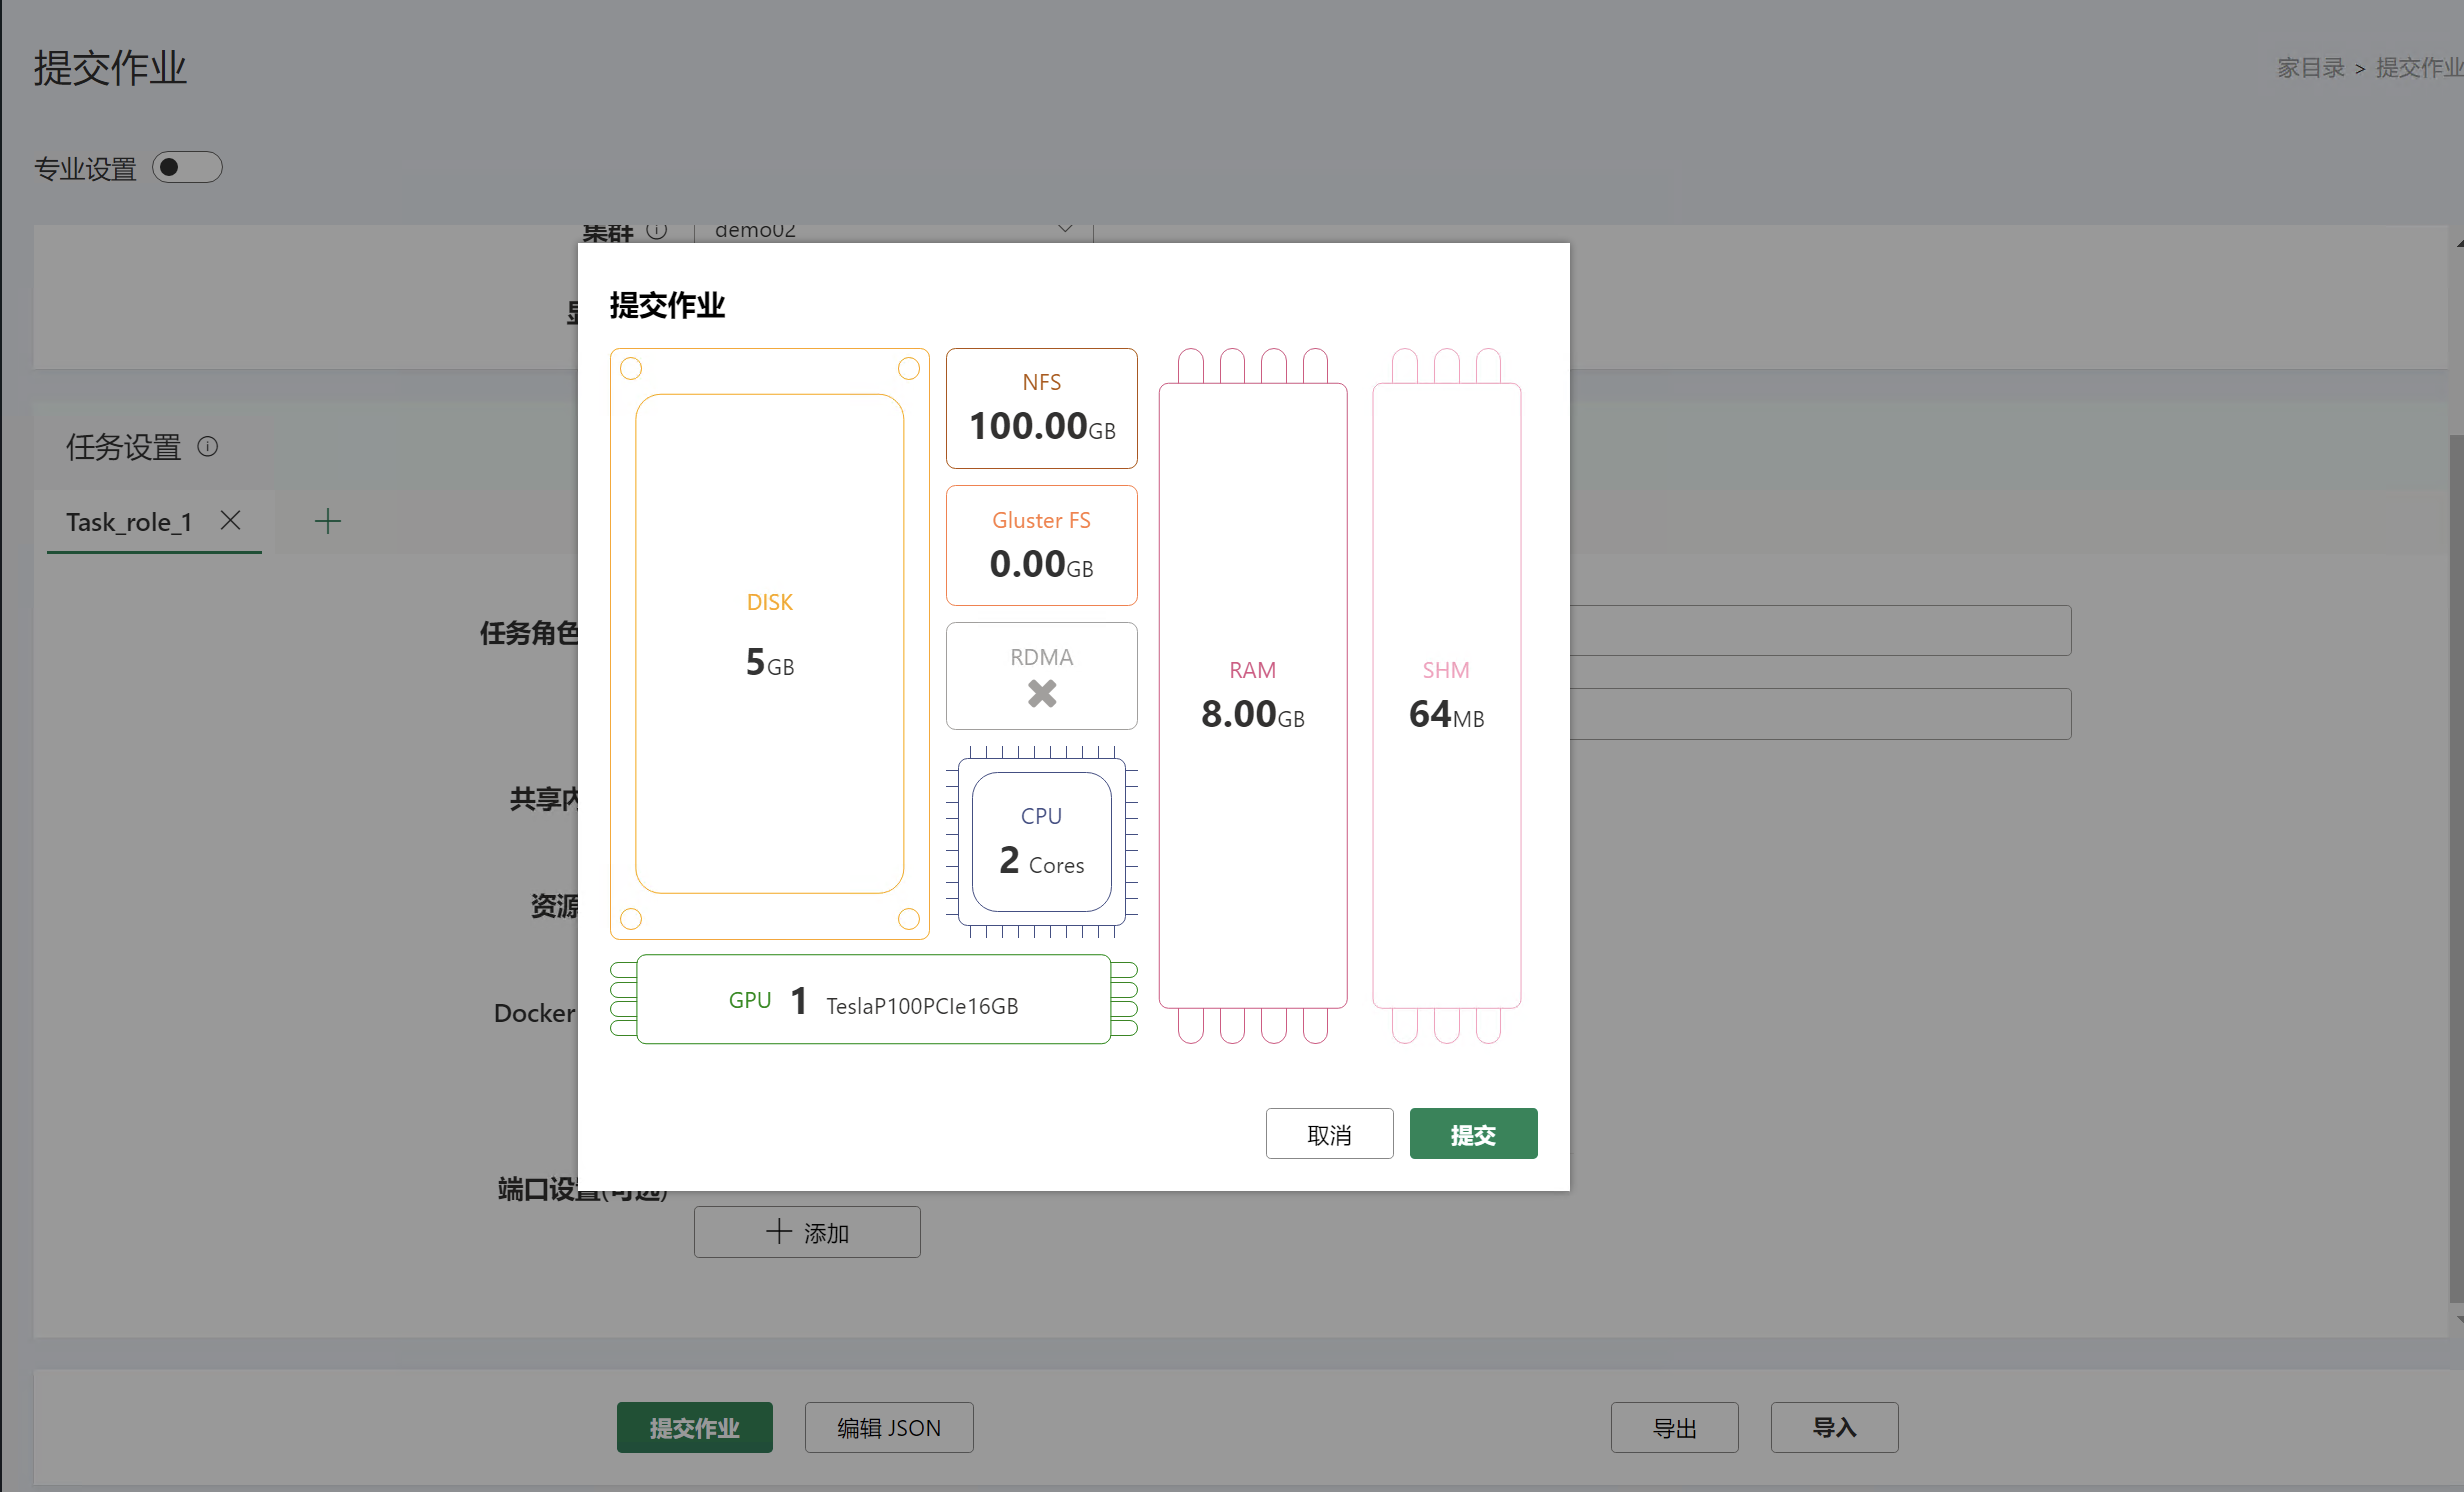 提交作业
家目录 > 提交作业
专业设置
集群
demo02
提交作业
DISK
5GB
NFS
100.00GB
Gluster FS
0.00GB
RDMA
CPU
2 Cores
RAM
8.00GB
SHM
64MB
GPU 1 TeslaP100PCIe16GB
取消
提交
任务设置
Task_role_1
任务角色
共享内
资源
Docker
端口设置(可选)
添加
提交作业
编辑 JSON
导出
导入